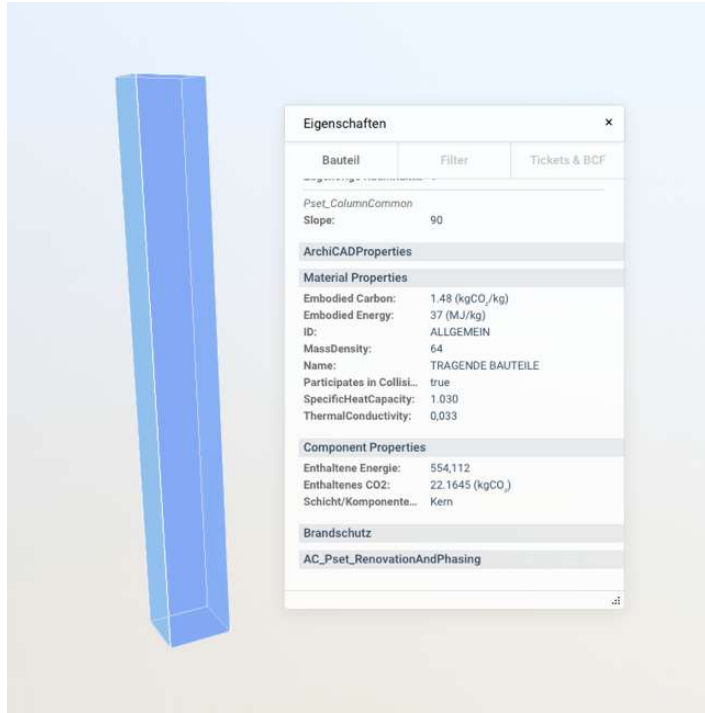 Eigenschaften ×
Bauteil Filter Tickets & BCF
Pset_ColumnCommon
Slope: 90
ArchiCADProperties
Material Properties
Embodied Carbon: 1.48 (kgCO₂/kg)
Embodied Energy: 37 (MJ/kg)
ID: ALLGEMEIN
MassDensity: 64
Name: TRAGENDE BAUTEILE
Participates in Collisi... true
SpecificHeatCapacity: 1.030
ThermalConductivity: 0,033
Component Properties
Enthaltene Energie: 554,112
Enthaltenes CO2: 22.1645 (kgCO₂)
Schicht/Komponente... Kern
Brandschutz
AC_Pset_RenovationAndPhasing